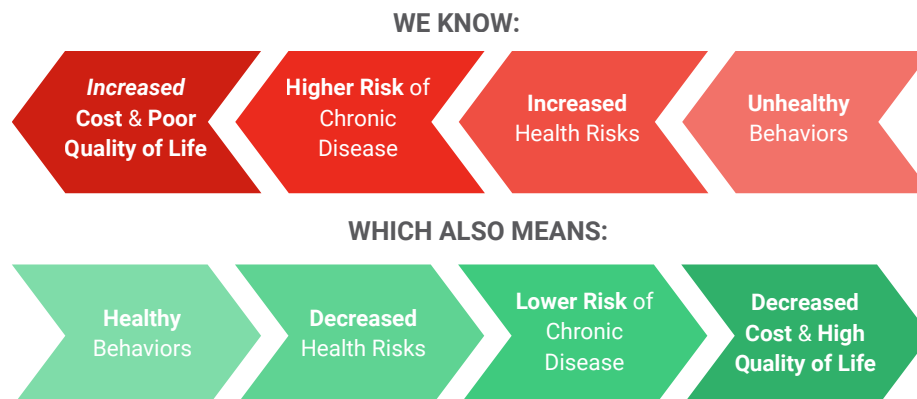 WE KNOW:
Increased
Cost & Poor
Quality of Life
Higher Risk of
Chronic
Disease
Increased
Health Risks
Unhealthy
Behaviors
WHICH ALSO MEANS:
Healthy
Behaviors
Decreased
Health Risks
Lower Risk of
Chronic
Disease
Decreased
Cost & High
Quality of Life